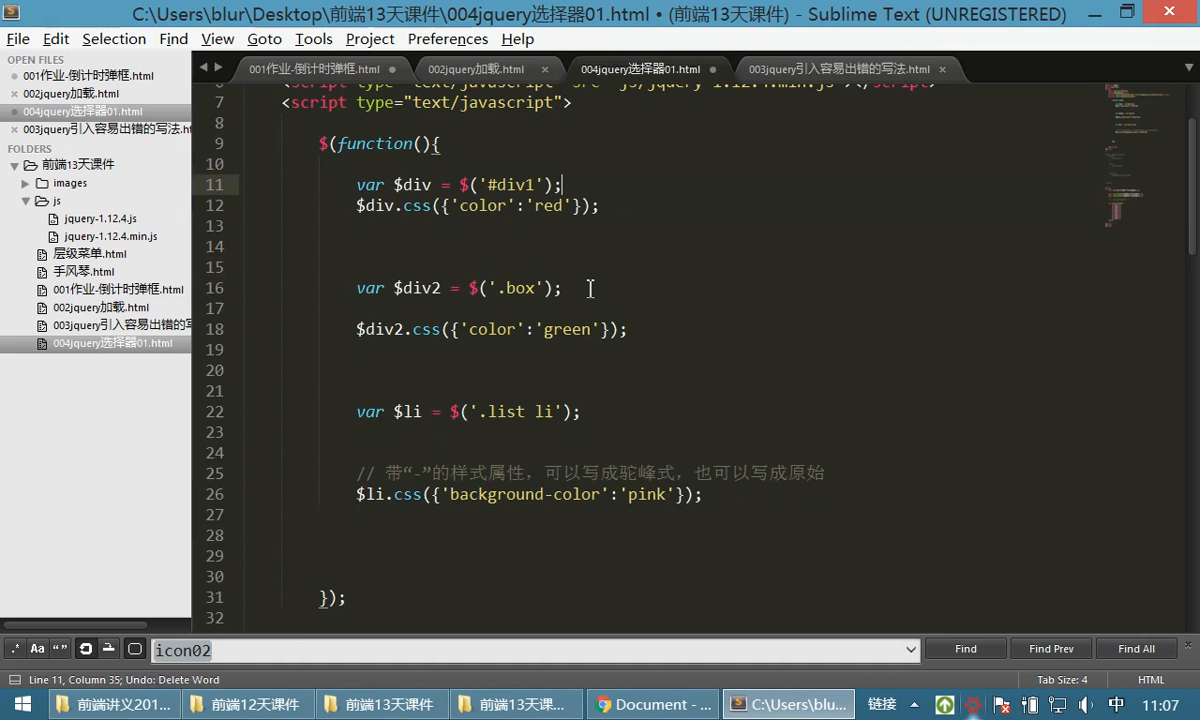 C:\Users\blur\Desktop\前端13天课件\004jquery选择器01.html • (前端13天课件) - Sublime Text (UNREGISTERED)
File Edit Selection Find View Goto Tools Project Preferences Help
OPEN FILES
001作业-倒计时弹框.html
002jquery加载.html
004jquery选择器01.html
003jquery引入容易出错的写法.ht
FOLDERS
前端13天课件
images
js
jquery-1.12.4.js
jquery-1.12.4.min.js
层级菜单.html
手风琴.html
001作业-倒计时弹框.html
002jquery加载.html
003jquery引入容易出错的写
004jquery选择器01.html
001作业-倒计时弹框.html 002jquery加载.html 004jquery选择器01.html 003jquery引入容易出错的写法.html
7 <script type="text/javascript">
8
9 $(function(){
10
11 var $div = $('#div1');
12 $div.css({'color':'red'});
13
14
15
16 var $div2 = $('.box');
17
18 $div2.css({'color':'green'});
19
20
21
22 var $li = $('.list li');
23
24
25 // 带“-”的样式属性，可以写成驼峰式，也可以写成原始
26 $li.css({'background-color':'pink'});
27
28
29
30
31 });
32
.* Aa “” icon02 Find Find Prev Find All
Line 11, Column 35; Undo: Delete Word Tab Size: 4 HTML
前端讲义201... 前端12天课件 前端13天课件 前端13天课... Document - ... C:\Users\blu... 链接 中 11:07